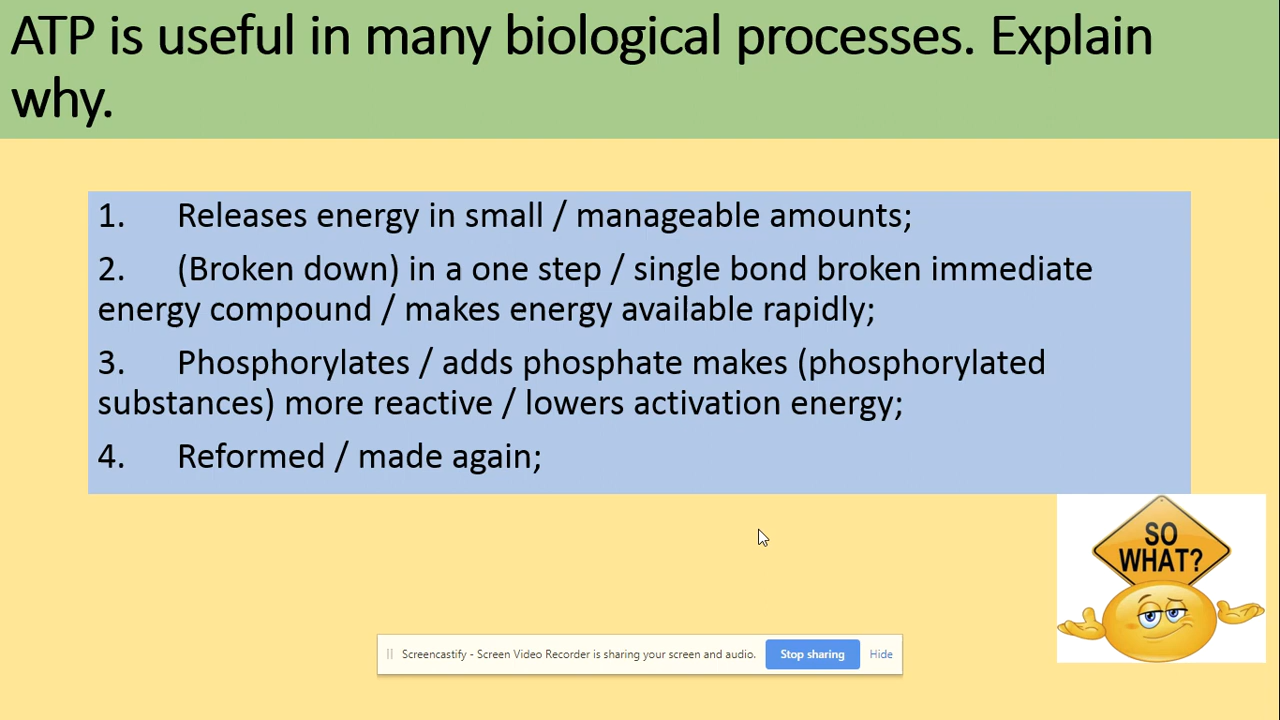 ATP is useful in many biological processes. Explain
why.
1. Releases energy in small / manageable amounts;
2. (Broken down) in a one step / single bond broken immediate
energy compound / makes energy available rapidly;
3. Phosphorylates / adds phosphate makes (phosphorylated
substances) more reactive / lowers activation energy;
4. Reformed / made again;
SO
WHAT?
Screencastify - Screen Video Recorder is sharing your screen and audio. Stop sharing Hide